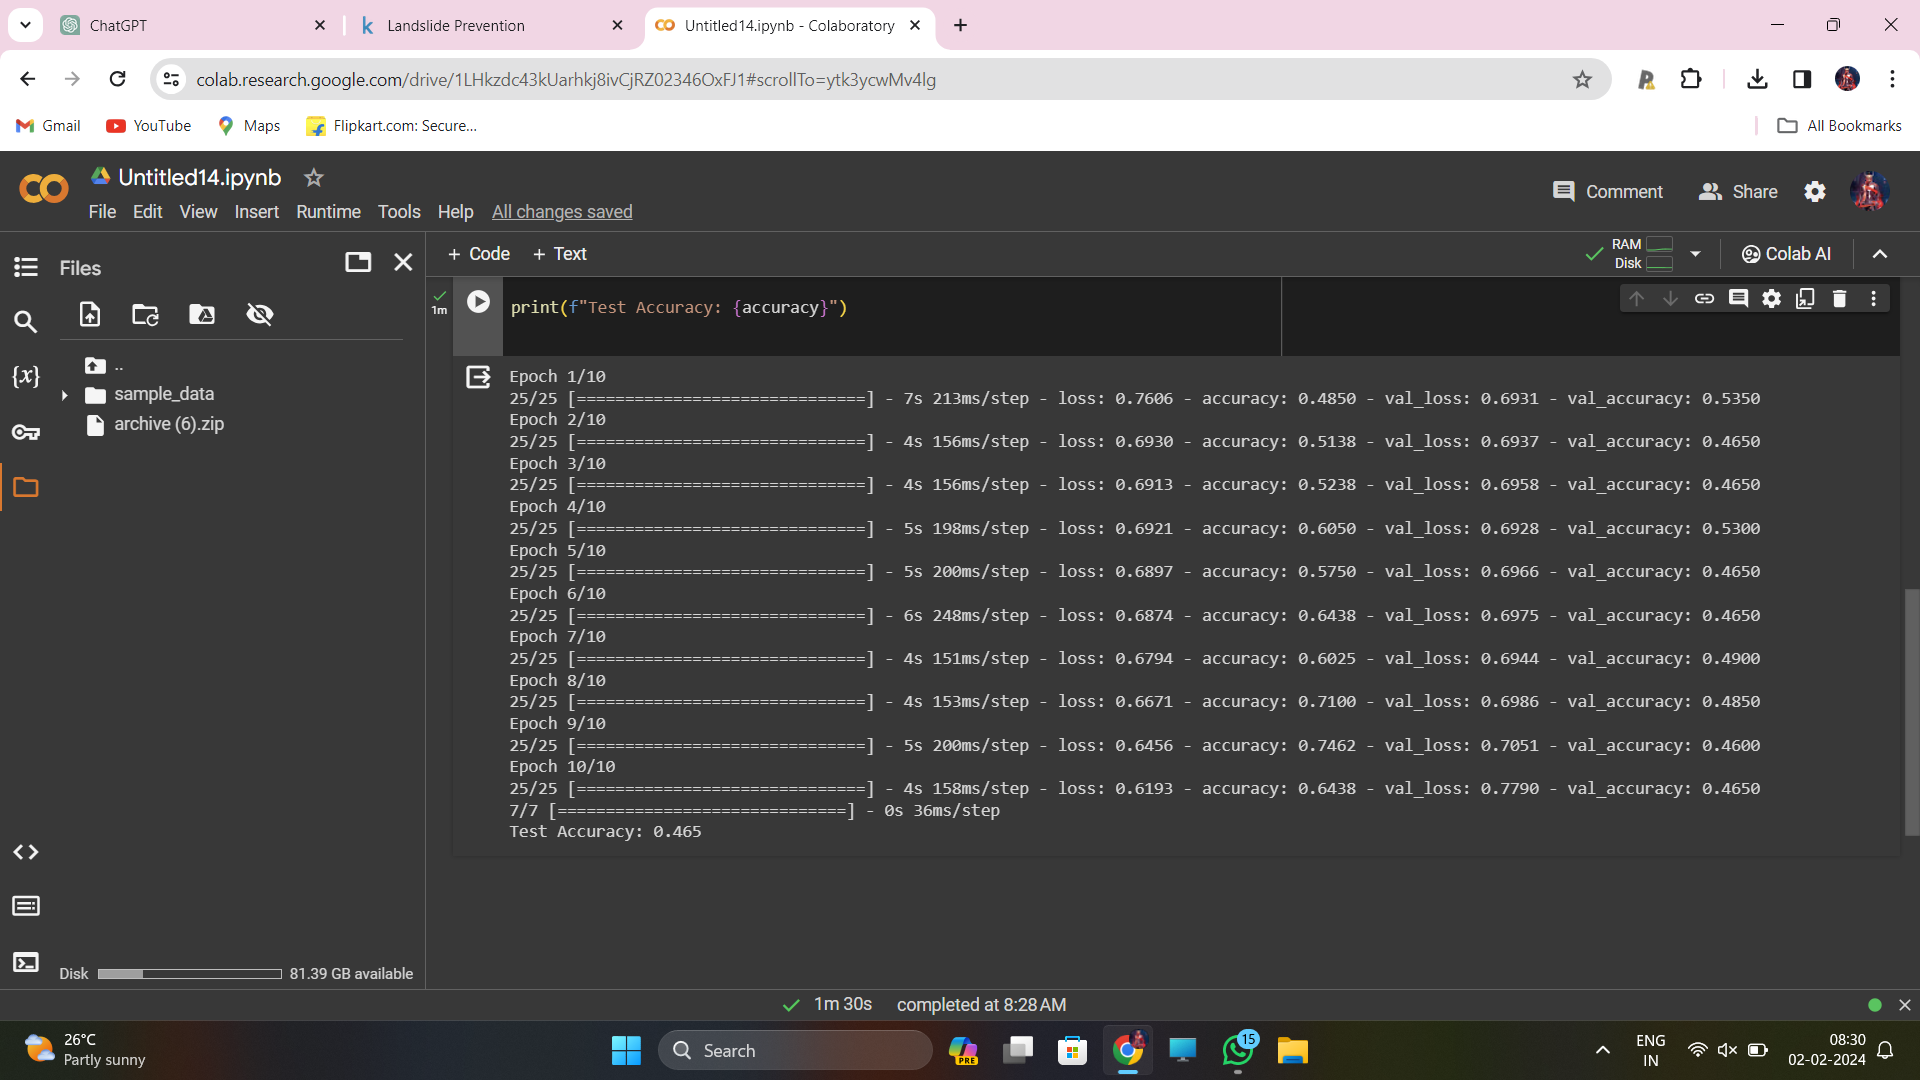 ChatGPT
Landslide Prevention
Untitled14.ipynb - Colaboratory
colab.research.google.com/drive/1LHkzdc43kUarhkj8ivCjRZ02346OxFJ1#scrollTo=ytk3ycwMv4lg
Gmail
YouTube
Maps
Flipkart.com: Secure...
All Bookmarks
Untitled14.ipynb
Comment
Share
File Edit View Insert Runtime Tools Help All changes saved
Files
+ Code + Text
RAM
Disk
Colab AI
1m
print(f"Test Accuracy: {accuracy}")
{x}
..
sample_data
archive (6).zip
Epoch 1/10
25/25 [==============================] - 7s 213ms/step - loss: 0.7606 - accuracy: 0.4850 - val_loss: 0.6931 - val_accuracy: 0.5350
Epoch 2/10
25/25 [==============================] - 4s 156ms/step - loss: 0.6930 - accuracy: 0.5138 - val_loss: 0.6937 - val_accuracy: 0.4650
Epoch 3/10
25/25 [==============================] - 4s 156ms/step - loss: 0.6913 - accuracy: 0.5238 - val_loss: 0.6958 - val_accuracy: 0.4650
Epoch 4/10
25/25 [==============================] - 5s 198ms/step - loss: 0.6921 - accuracy: 0.6050 - val_loss: 0.6928 - val_accuracy: 0.5300
Epoch 5/10
25/25 [==============================] - 5s 200ms/step - loss: 0.6897 - accuracy: 0.5750 - val_loss: 0.6966 - val_accuracy: 0.4650
Epoch 6/10
25/25 [==============================] - 6s 248ms/step - loss: 0.6874 - accuracy: 0.6438 - val_loss: 0.6975 - val_accuracy: 0.4650
Epoch 7/10
25/25 [==============================] - 4s 151ms/step - loss: 0.6794 - accuracy: 0.6025 - val_loss: 0.6944 - val_accuracy: 0.4900
Epoch 8/10
25/25 [==============================] - 4s 153ms/step - loss: 0.6671 - accuracy: 0.7100 - val_loss: 0.6986 - val_accuracy: 0.4850
Epoch 9/10
25/25 [==============================] - 5s 200ms/step - loss: 0.6456 - accuracy: 0.7462 - val_loss: 0.7051 - val_accuracy: 0.4600
Epoch 10/10
25/25 [==============================] - 4s 158ms/step - loss: 0.6193 - accuracy: 0.6438 - val_loss: 0.7790 - val_accuracy: 0.4650
7/7 [==============================] - 0s 36ms/step
Test Accuracy: 0.465
Disk
81.39 GB available
1m 30s completed at 8:28 AM
26°C
Partly sunny
Search
PRE
15
ENG
IN
08:30
02-02-2024